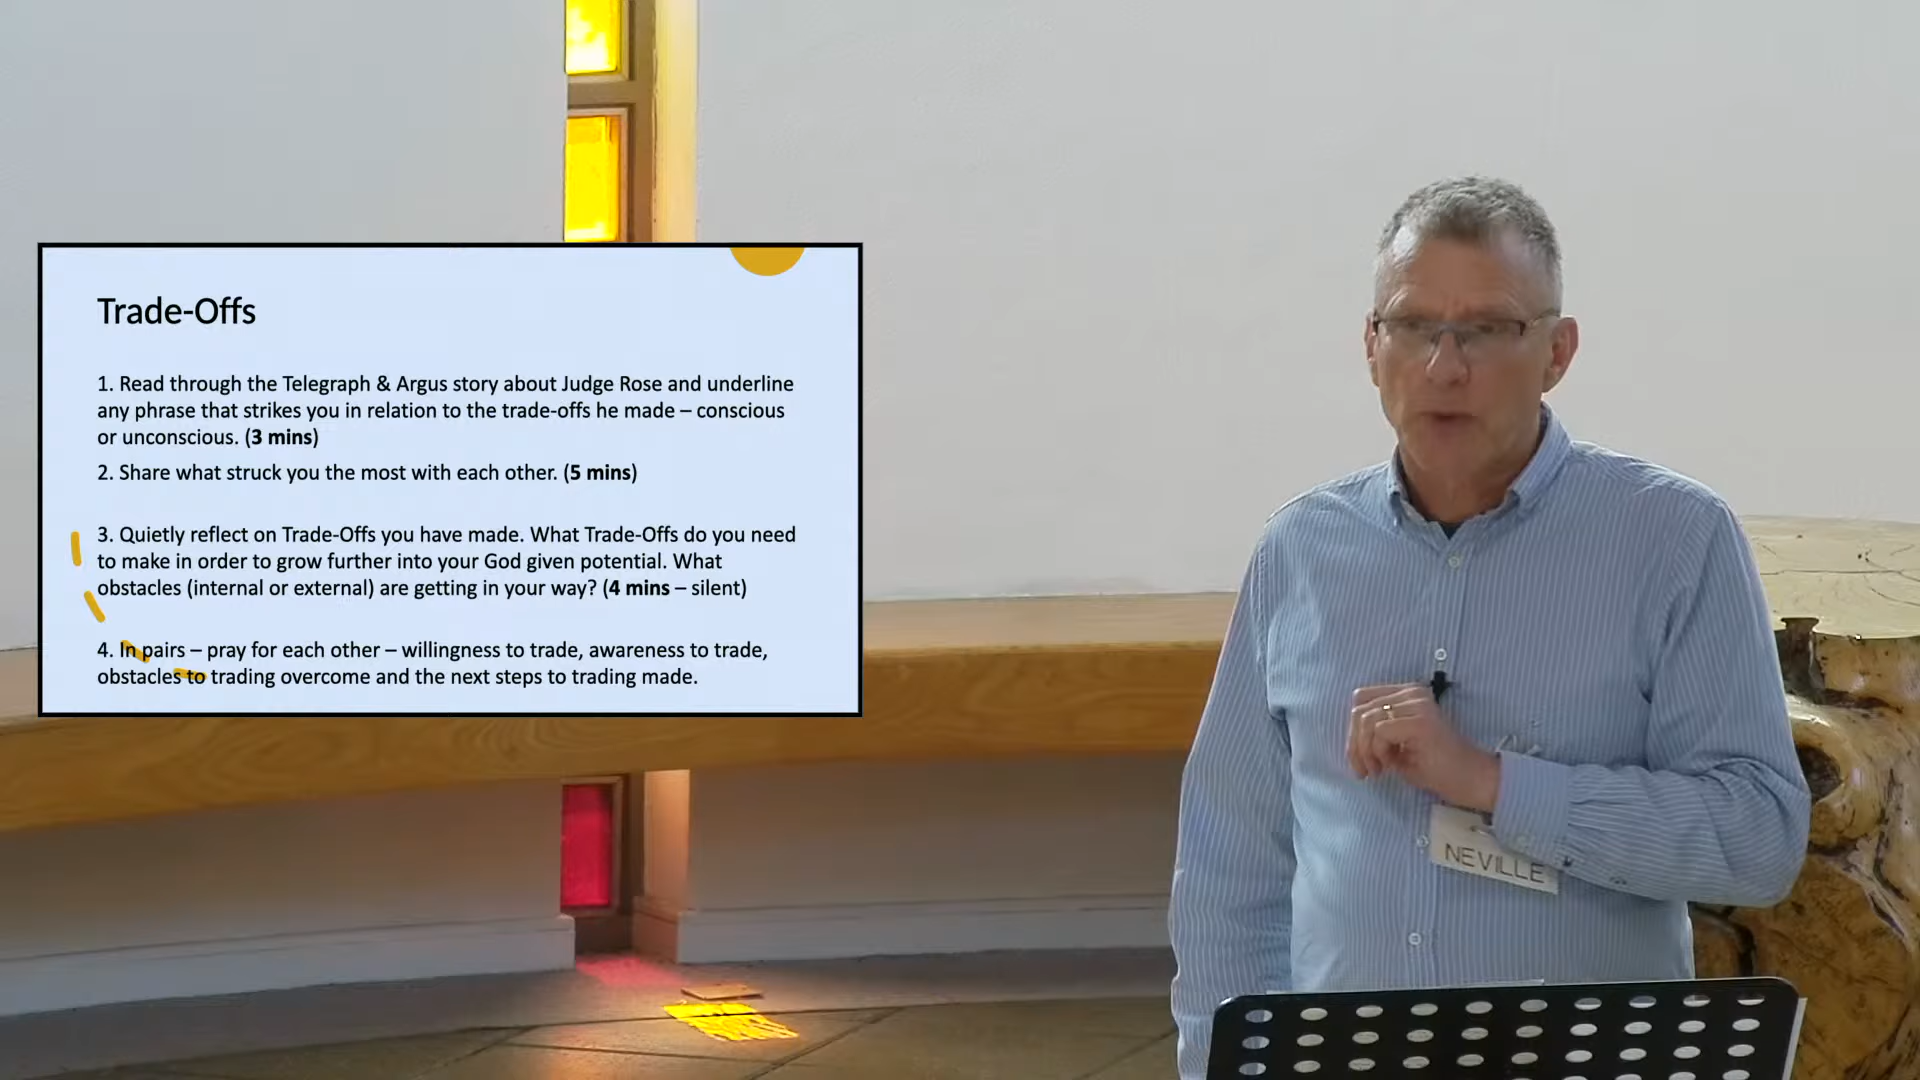 Trade-Offs
1. Read through the Telegraph & Argus story about Judge Rose and underline
any phrase that strikes you in relation to the trade-offs he made – conscious
or unconscious. (3 mins)
2. Share what struck you the most with each other. (5 mins)
3. Quietly reflect on Trade-Offs you have made. What Trade-Offs do you need
to make in order to grow further into your God given potential. What
obstacles (internal or external) are getting in your way? (4 mins – silent)
4. In pairs – pray for each other – willingness to trade, awareness to trade,
obstacles to trading overcome and the next steps to trading made.
NEVILLE